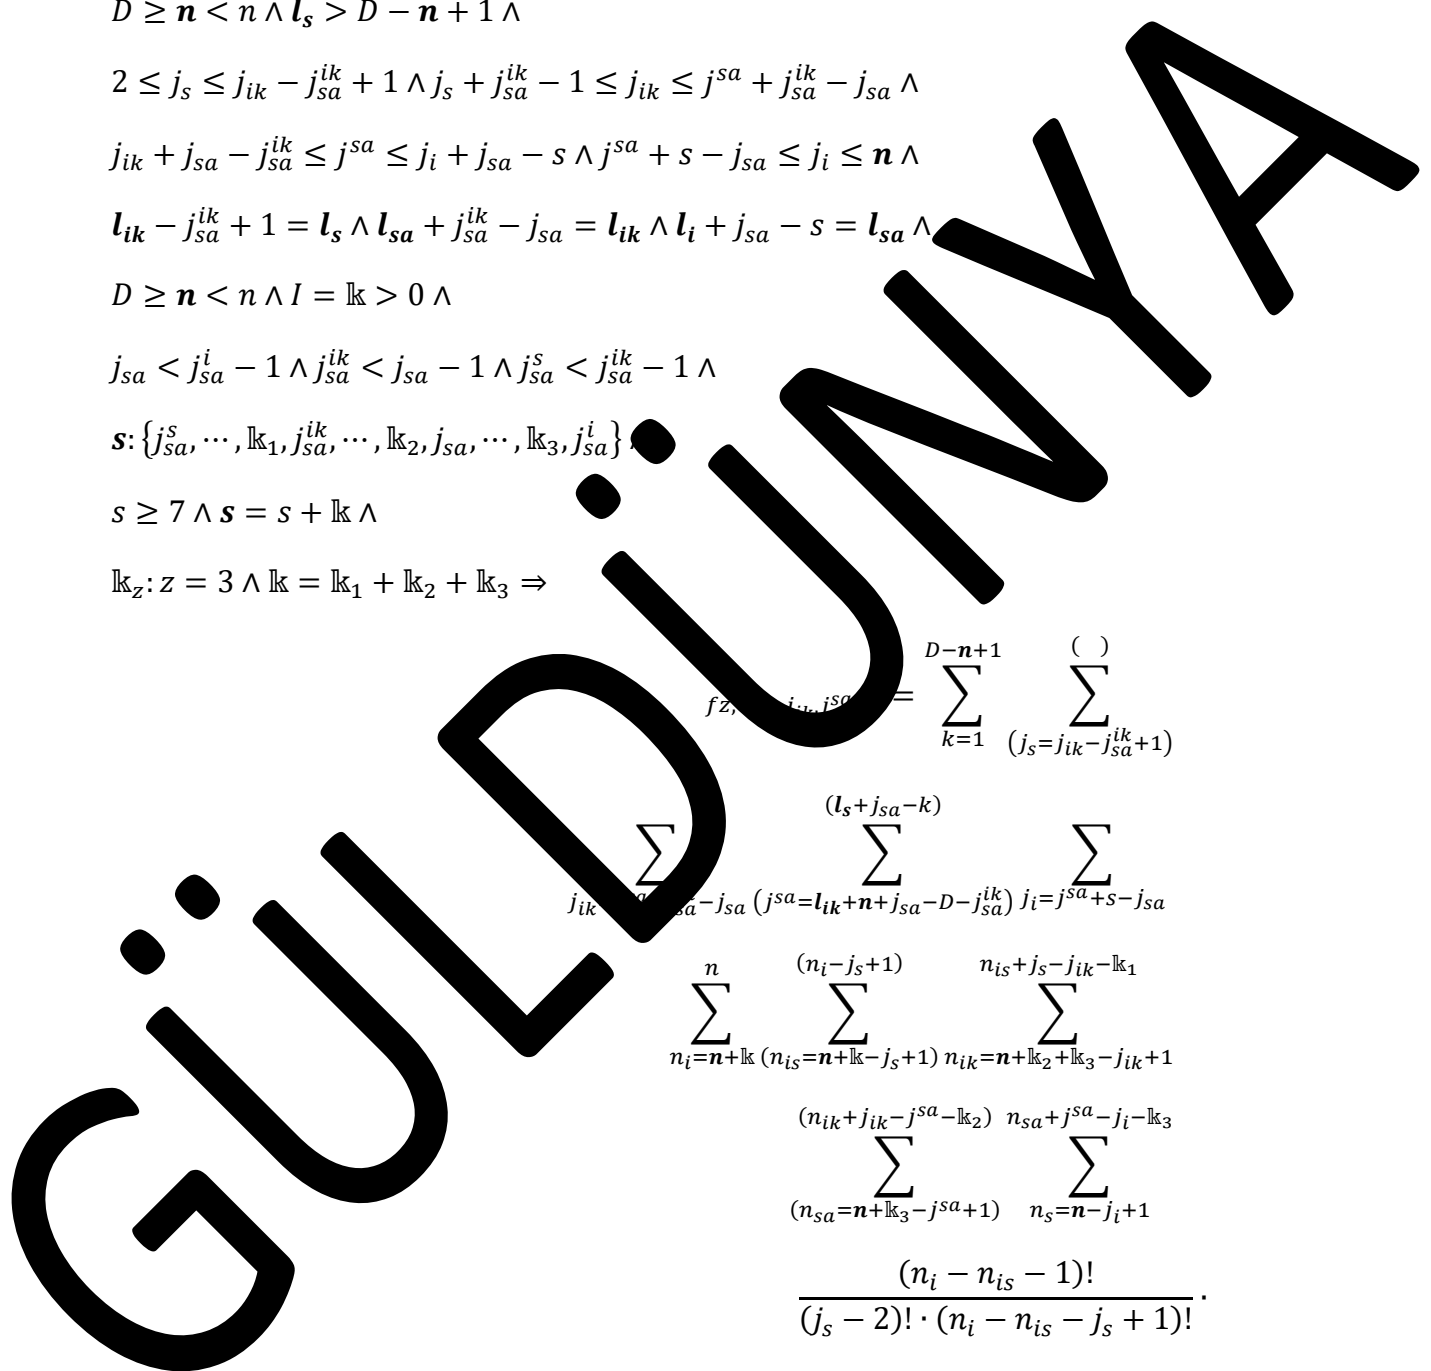 D ≥ n < n ∧ l_s > D − n + 1 ∧
2 ≤ j_s ≤ j_{ik} − j_{sa}^{ik} + 1 ∧ j_s + j_{sa}^{ik} − 1 ≤ j_{ik} ≤ j^{sa} + j_{sa}^{ik} − j_{sa} ∧
j_{ik} + j_{sa} − j_{sa}^{ik} ≤ j^{sa} ≤ j_i + j_{sa} − s ∧ j^{sa} + s − j_{sa} ≤ j_i ≤ n ∧
l_{ik} − j_{sa}^{ik} + 1 = l_s ∧ l_{sa} + j_{sa}^{ik} − j_{sa} = l_{ik} ∧ l_i + j_{sa} − s = l_{sa} ∧
D ≥ n < n ∧ I = 𝕜 > 0 ∧
j_{sa} < j_{sa}^i − 1 ∧ j_{sa}^{ik} < j_{sa} − 1 ∧ j_{sa}^s < j_{sa}^{ik} − 1 ∧
s: {j_{sa}^s, ⋯, 𝕜_1, j_{sa}^{ik}, ⋯, 𝕜_2, j_{sa}, ⋯, 𝕜_3, j_{sa}^i}
s ≥ 7 ∧ s = s + 𝕜 ∧
𝕜_z: z = 3 ∧ 𝕜 = 𝕜_1 + 𝕜_2 + 𝕜_3 ⇒
fz, j_{ik}, j^{sa} = ∑_{k=1}^{D−n+1} ∑_{(j_s=j_{ik}−j_{sa}^{ik}+1)}^{( )}
∑_{j_{ik} −j_{sa}} ∑_{(j^{sa}=l_{ik}+n+j_{sa}−D−j_{sa}^{ik})}^{(l_s+j_{sa}−k)} ∑_{j_i=j^{sa}+s−j_{sa}}
∑_{n_i=n+𝕜}^{n} ∑_{(n_{is}=n+𝕜−j_s+1)}^{(n_i−j_s+1)} ∑_{n_{ik}=n+𝕜_2+𝕜_3−j_{ik}+1}^{n_{is}+j_s−j_{ik}−𝕜_1}
∑_{(n_{sa}=n+𝕜_3−j^{sa}+1)}^{(n_{ik}+j_{ik}−j^{sa}−𝕜_2)} ∑_{n_s=n−j_i+1}^{n_{sa}+j^{sa}−j_i−𝕜_3}
(n_i − n_{is} − 1)!
(j_s − 2)! · (n_i − n_{is} − j_s + 1)! ·
GÜLDÜNYA